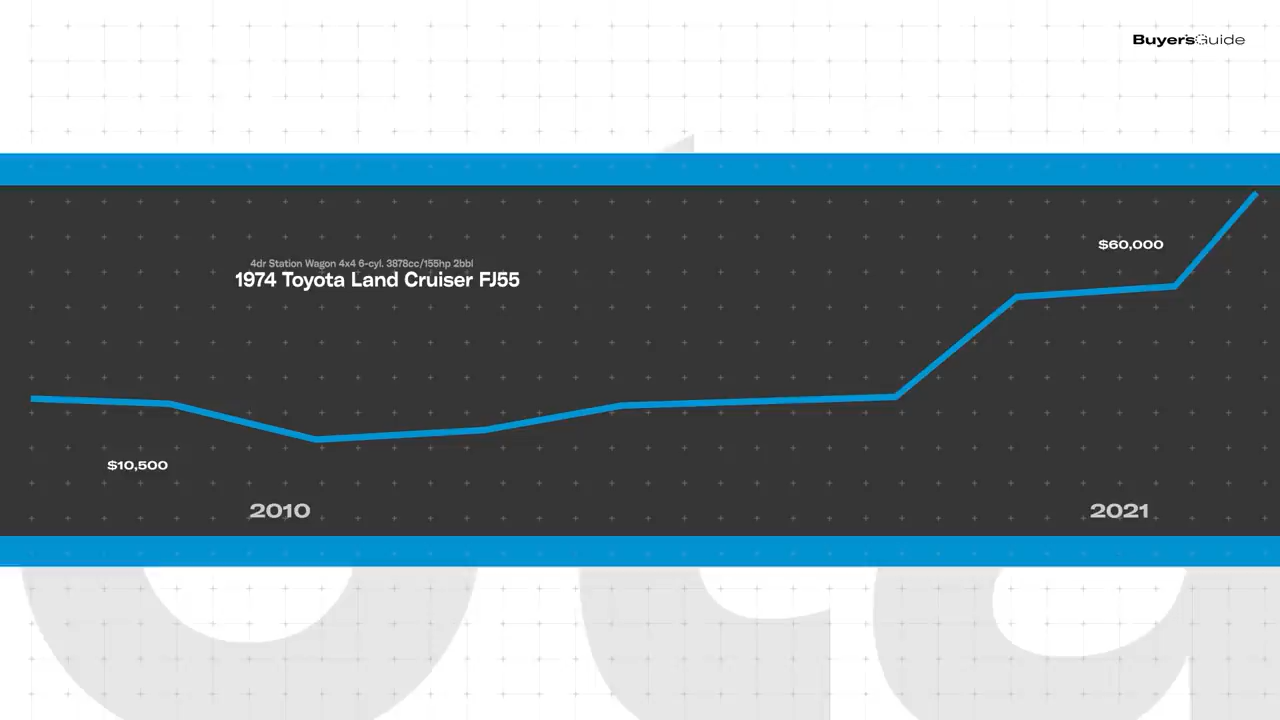 Buyer'sGuide
$60,000
4dr Station Wagon 4x4 6-cyl. 3878cc/155hp 2bbl
1974 Toyota Land Cruiser FJ55
$10,500
2010
2021